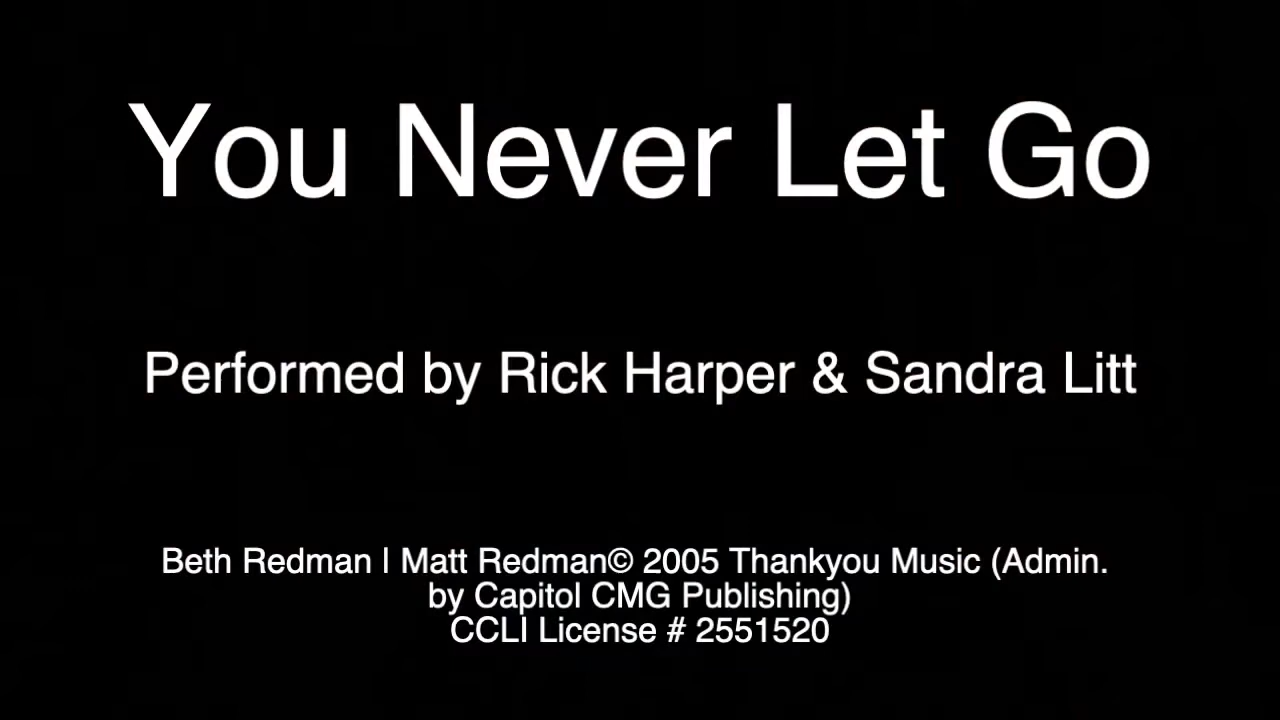 You Never Let Go
Performed by Rick Harper & Sandra Litt
Beth Redman | Matt Redman© 2005 Thankyou Music (Admin.
by Capitol CMG Publishing)
CCLI License # 2551520